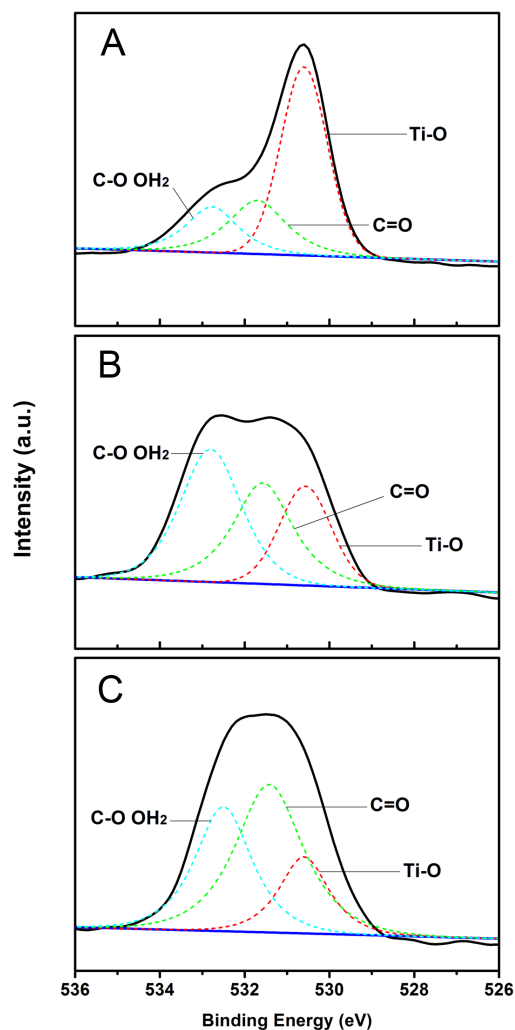 A
Ti-O
C-O OH2
C=O
B
C-O OH2
C=O
Ti-O
Intensity (a.u.)
C
C=O
C-O OH2
Ti-O
536 534 532 530 528 526
Binding Energy (eV)